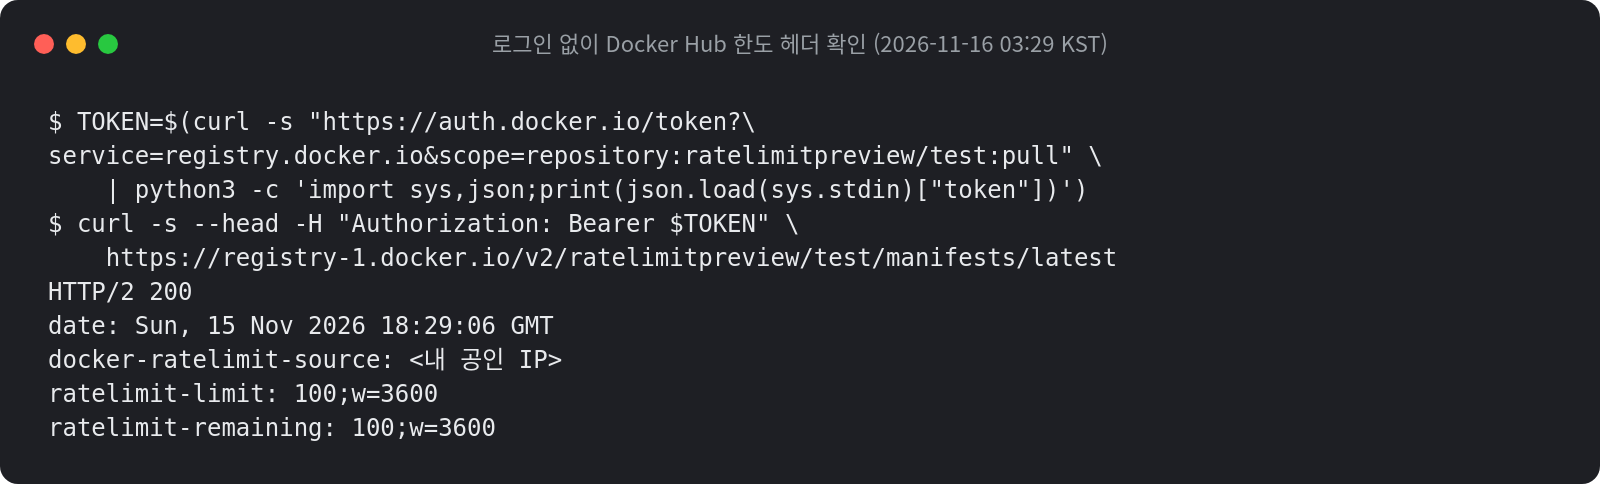 로그인 없이 Docker Hub 한도 헤더 확인 (2026-11-16 03:29 KST)
$ TOKEN=$(curl -s "https://auth.docker.io/token?\
service=registry.docker.io&scope=repository:ratelimitpreview/test:pull" \
    | python3 -c 'import sys,json;print(json.load(sys.stdin)["token"])')
$ curl -s --head -H "Authorization: Bearer $TOKEN" \
    https://registry-1.docker.io/v2/ratelimitpreview/test/manifests/latest
HTTP/2 200
date: Sun, 15 Nov 2026 18:29:06 GMT
docker-ratelimit-source: <내 공인 IP>
ratelimit-limit: 100;w=3600
ratelimit-remaining: 100;w=3600